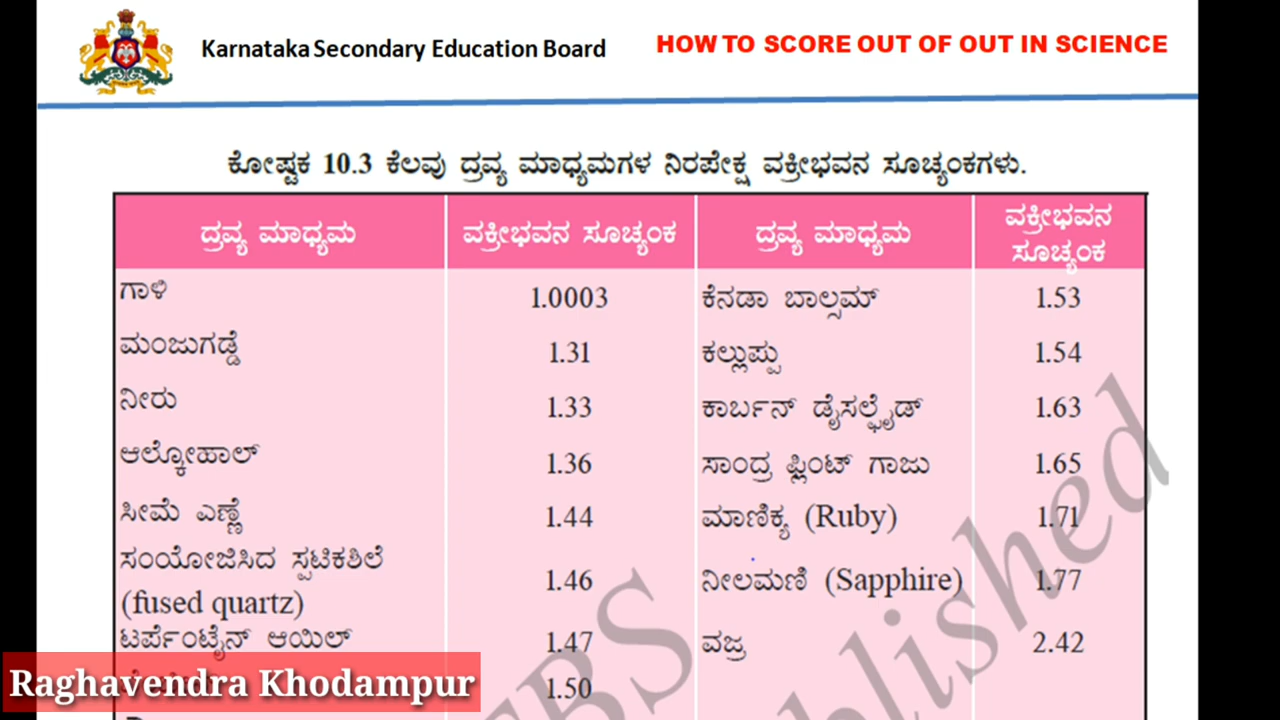 Karnataka Secondary Education Board
HOW TO SCORE OUT OF OUT IN SCIENCE
ಕೋಷ್ಟಕ 10.3 ಕೆಲವು ದ್ರವ್ಯ ಮಾಧ್ಯಮಗಳ ನಿರಪೇಕ್ಷ ವಕ್ರೀಭವನ ಸೂಚ್ಯಂಕಗಳು.
ದ್ರವ್ಯ ಮಾಧ್ಯಮ ವಕ್ರೀಭವನ ಸೂಚ್ಯಂಕ ದ್ರವ್ಯ ಮಾಧ್ಯಮ ವಕ್ರೀಭವನ
ಸೂಚ್ಯಂಕ
ಗಾಳಿ 1.0003 ಕೆನಡಾ ಬಾಲ್ಸಮ್ 1.53
ಮಂಜುಗಡ್ಡೆ 1.31 ಕಲ್ಲುಪ್ಪು 1.54
ನೀರು 1.33 ಕಾರ್ಬನ್ ಡೈಸಲ್ಫೈಡ್ 1.63
ಆಲ್ಕೋಹಾಲ್ 1.36 ಸಾಂದ್ರ ಫ್ಲಿಂಟ್ ಗಾಜು 1.65
ಸೀಮೆ ಎಣ್ಣೆ 1.44 ಮಾಣಿಕ್ಯ (Ruby) 1.71
ಸಂಯೋಜಿಸಿದ ಸ್ಪಟಿಕಶಿಲೆ
(fused quartz) 1.46 ನೀಲಮಣಿ (Sapphire) 1.77
ಟರ್ಪೆಂಟೈನ್ ಆಯಿಲ್ 1.47 ವಜ್ರ 2.42
1.50
Raghavendra Khodampur